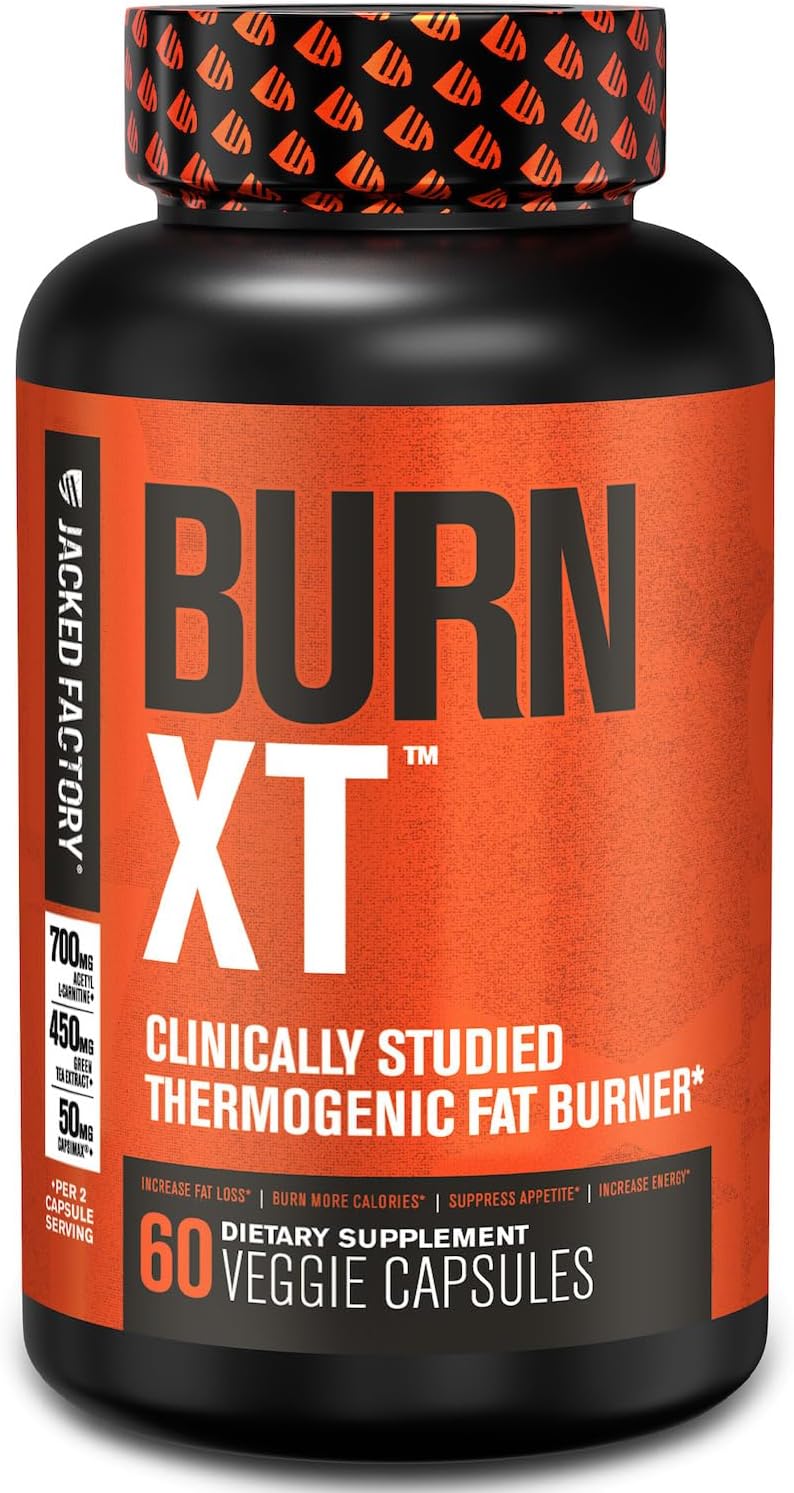 BURN
XT™
CLINICALLY STUDIED
THERMOGENIC FAT BURNER*
INCREASE FAT LOSS* | BURN MORE CALORIES* | SUPPRESS APPETITE* | INCREASE ENERGY*
60
DIETARY SUPPLEMENT
VEGGIE CAPSULES
JACKED FACTORY®
700MG
ACETYL
L-CARNITINE♦
450MG
GREEN
TEA EXTRACT♦
50MG
CAPSIMAX®♦
♦PER 2
CAPSULE
SERVING